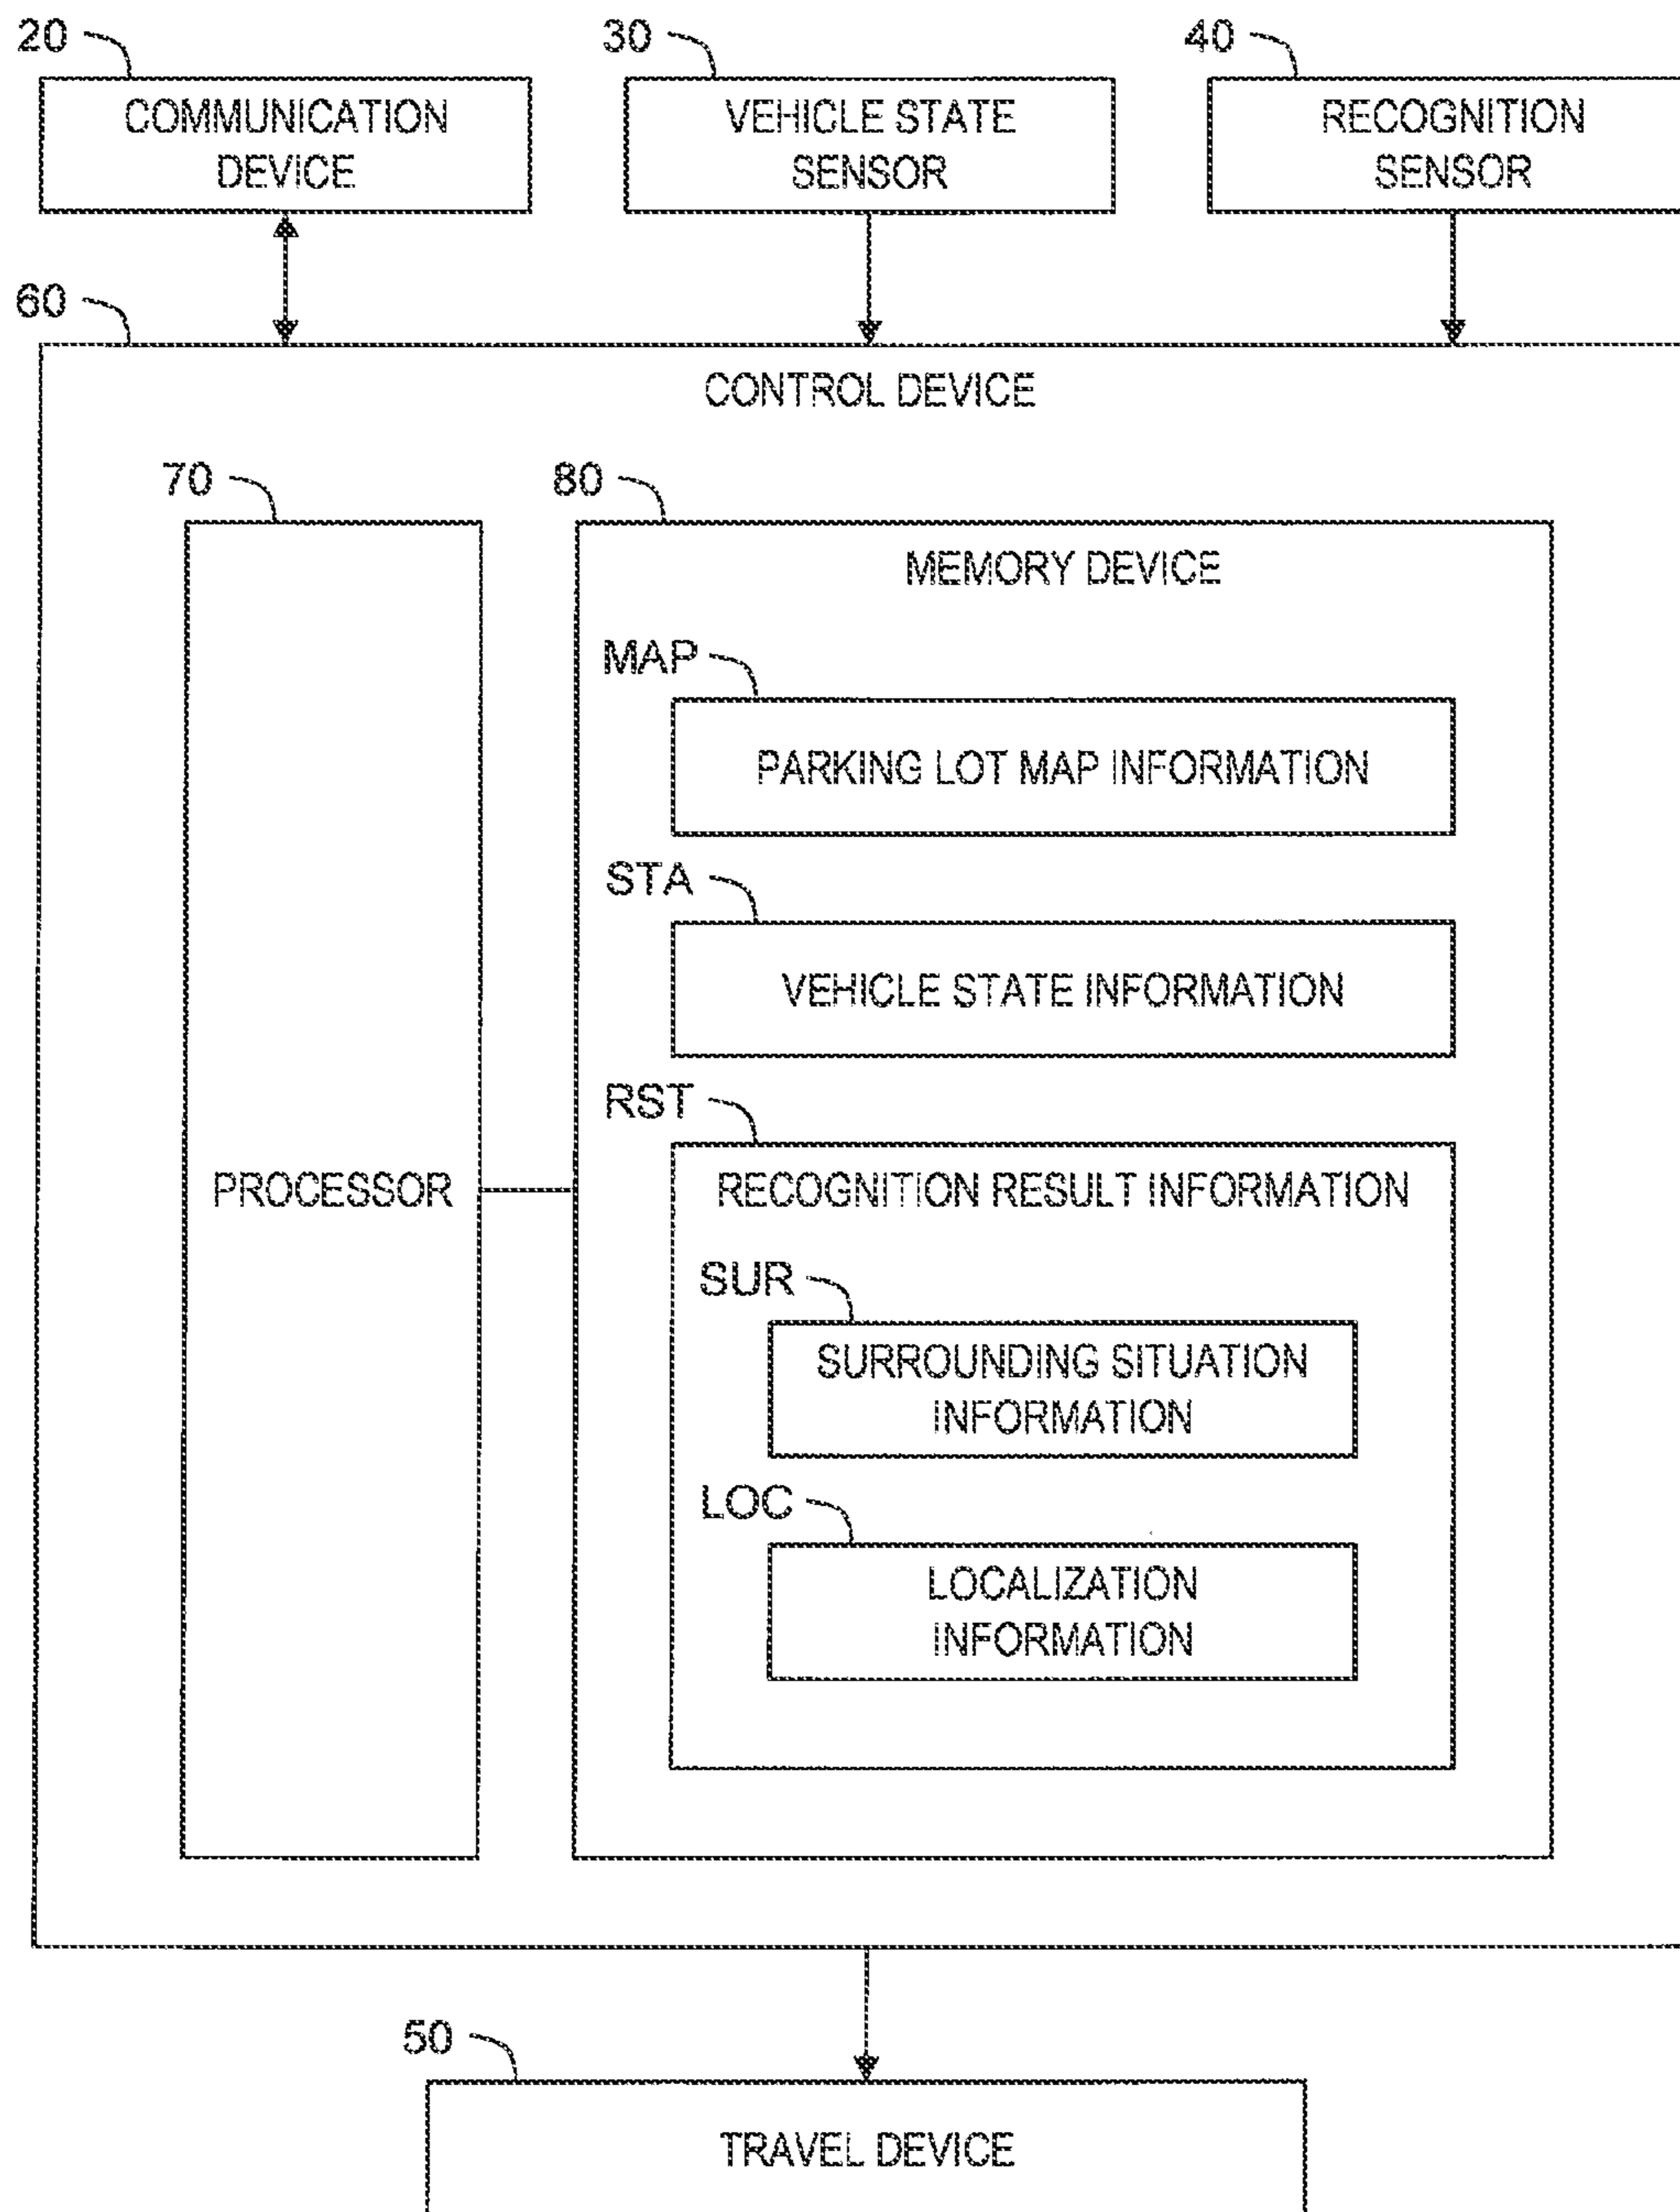 20
30
40
COMMUNICATION
DEVICE
VEHICLE STATE
SENSOR
RECOGNITION
SENSOR
60
CONTROL DEVICE
70
80
MEMORY DEVICE
MAP
PARKING LOT MAP INFORMATION
STA
VEHICLE STATE INFORMATION
RST
PROCESSOR
RECOGNITION RESULT INFORMATION
SUR
SURROUNDING SITUATION
INFORMATION
LOC
LOCALIZATION
INFORMATION
50
TRAVEL DEVICE